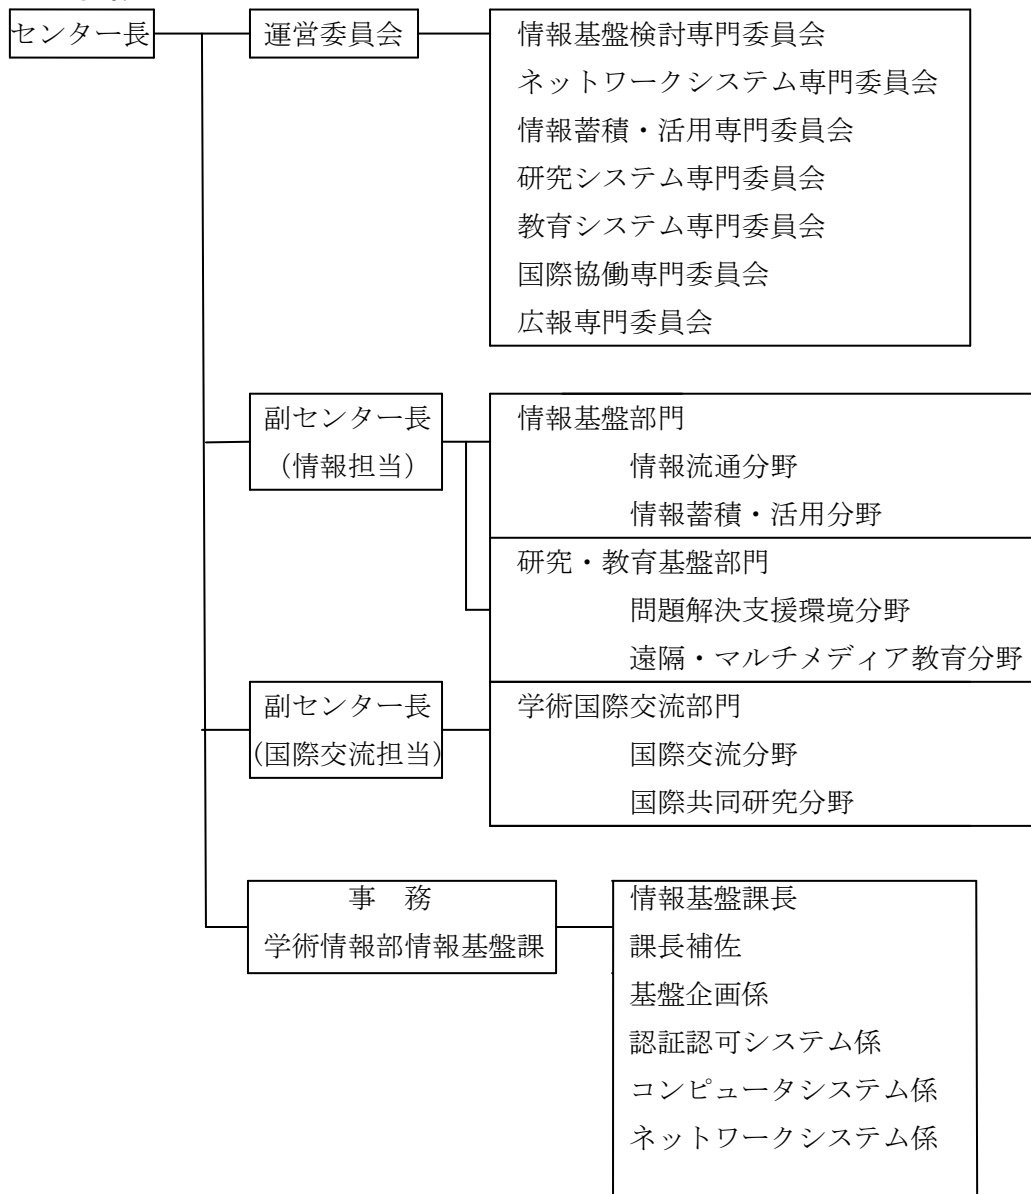 センター長
運営委員会
情報基盤検討専門委員会
ネットワークシステム専門委員会
情報蓄積・活用専門委員会
研究システム専門委員会
教育システム専門委員会
国際協働専門委員会
広報専門委員会
副センター長
（情報担当）
情報基盤部門
情報流通分野
情報蓄積・活用分野
研究・教育基盤部門
問題解決支援環境分野
遠隔・マルチメディア教育分野
副センター長
(国際交流担当)
学術国際交流部門
国際交流分野
国際共同研究分野
事　務
学術情報部情報基盤課
情報基盤課長
課長補佐
基盤企画係
認証認可システム係
コンピュータシステム係
ネットワークシステム係